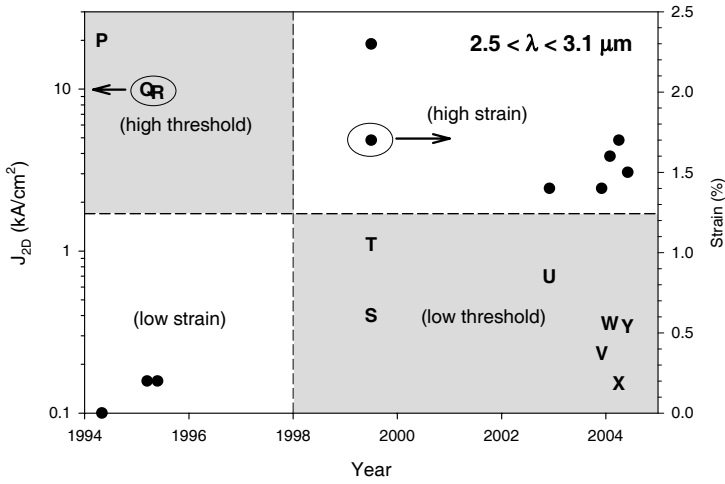 2.5 < λ < 3.1 μm
P
QR
(high threshold)
(high strain)
T
S
U
(low strain)
(low threshold)
W Y
V
X
J2D (kA/cm²)
10
1
0.1
Strain (%)
2.5
2.0
1.5
1.0
0.5
0.0
1994 1996 1998 2000 2002 2004
Year